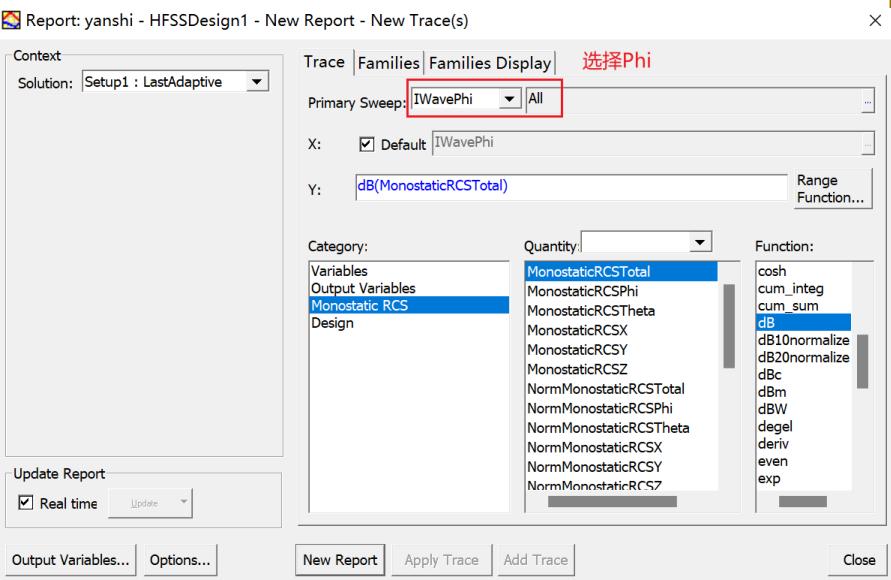 Report: yanshi - HFSSDesign1 - New Report - New Trace(s)
Context
Solution: Setup1 : LastAdaptive
Trace Families Families Display 选择Phi
Primary Sweep: IWavePhi All ...
X: Default IWavePhi ...
Y: dB(MonostaticRCSTotal) Range Function...
Category:
Variables
Output Variables
Monostatic RCS
Design
Quantity:
MonostaticRCSTotal
MonostaticRCSPhi
MonostaticRCSTheta
MonostaticRCSX
MonostaticRCSY
MonostaticRCSZ
NormMonostaticRCSTotal
NormMonostaticRCSPhi
NormMonostaticRCSTheta
NormMonostaticRCSX
NormMonostaticRCSY
NormMonostaticRCSZ
Function:
cosh
cum_integ
cum_sum
dB
dB10normalize
dB20normalize
dBc
dBm
dBW
degel
deriv
even
exp
Update Report
Real time Update
Output Variables... Options... New Report Apply Trace Add Trace Close